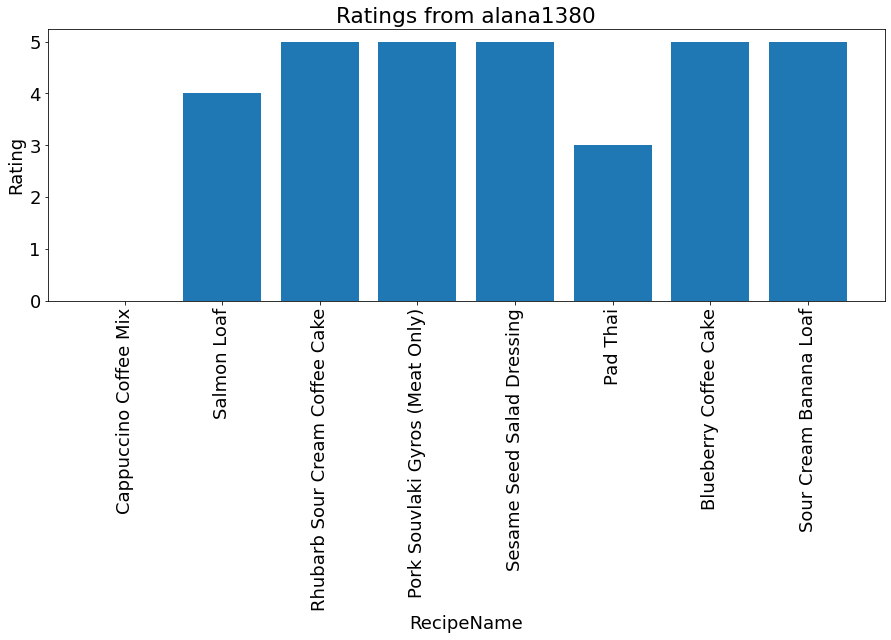 Ratings from alana1380
Rating
5
4
3
2
1
0
Cappuccino Coffee Mix
Salmon Loaf
Rhubarb Sour Cream Coffee Cake
Pork Souvlaki Gyros (Meat Only)
Sesame Seed Salad Dressing
Pad Thai
Blueberry Coffee Cake
Sour Cream Banana Loaf
RecipeName